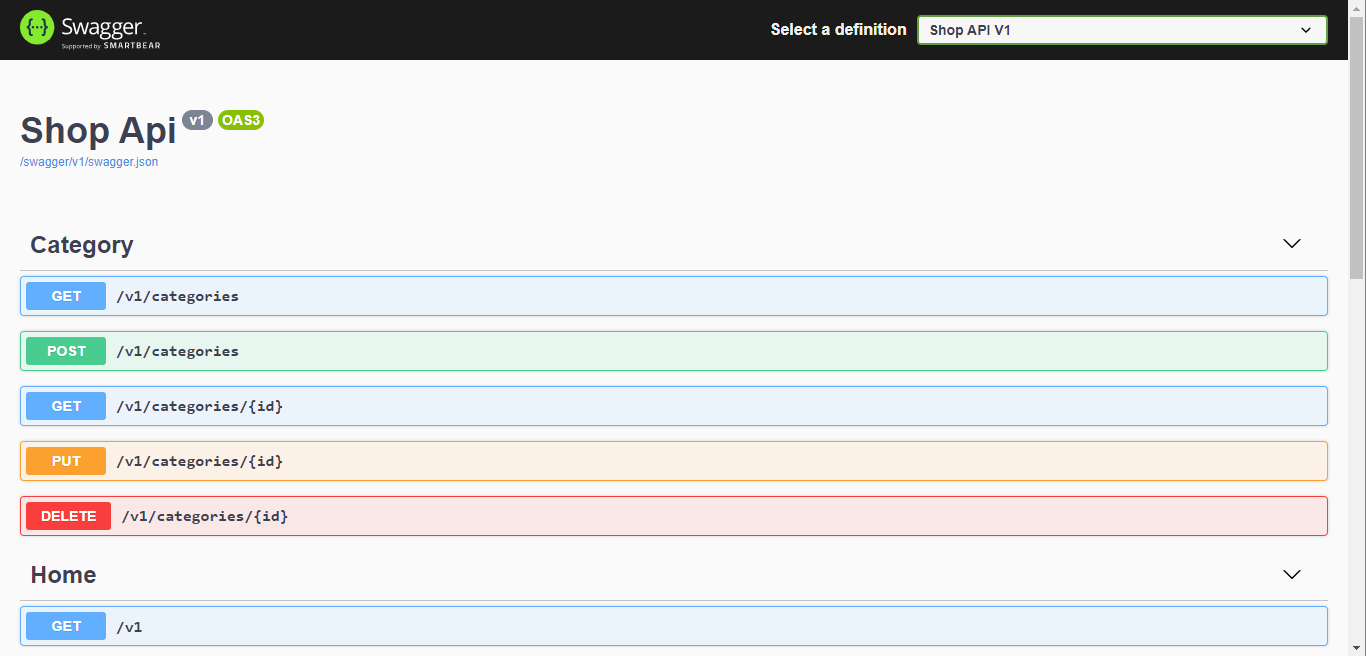 Swagger
Supported by SMARTBEAR
Select a definition
Shop API V1
Shop Api v1 OAS3
/swagger/v1/swagger.json
Category
GET /v1/categories
POST /v1/categories
GET /v1/categories/{id}
PUT /v1/categories/{id}
DELETE /v1/categories/{id}
Home
GET /v1